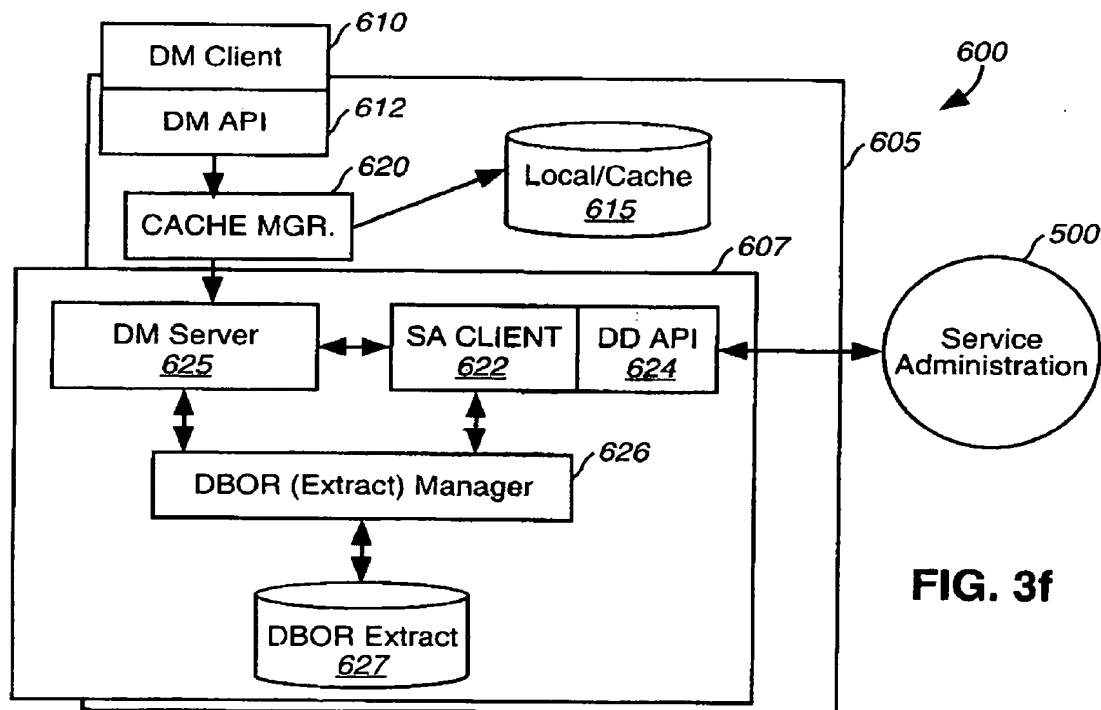 610
DM Client
600
612
DM API
605
620
Local/Cache
615
CACHE MGR.
607
500
DM Server
625
SA CLIENT
622
DD API
624
Service
Administration
626
DBOR (Extract) Manager
FIG. 3f
DBOR Extract
627